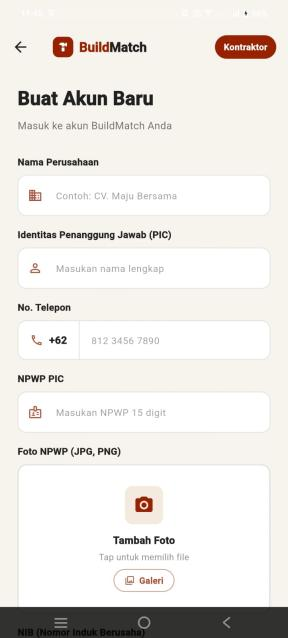 BuildMatch
Kontraktor
Buat Akun Baru
Masuk ke akun BuildMatch Anda
Nama Perusahaan
Contoh: CV. Maju Bersama
Identitas Penanggung Jawab (PIC)
Masukan nama lengkap
No. Telepon
+62 812 3456 7890
NPWP PIC
Masukan NPWP 15 digit
Foto NPWP (JPG, PNG)
Tambah Foto
Tap untuk memilih file
Galeri
NIB (Nomor Induk Berusaha)